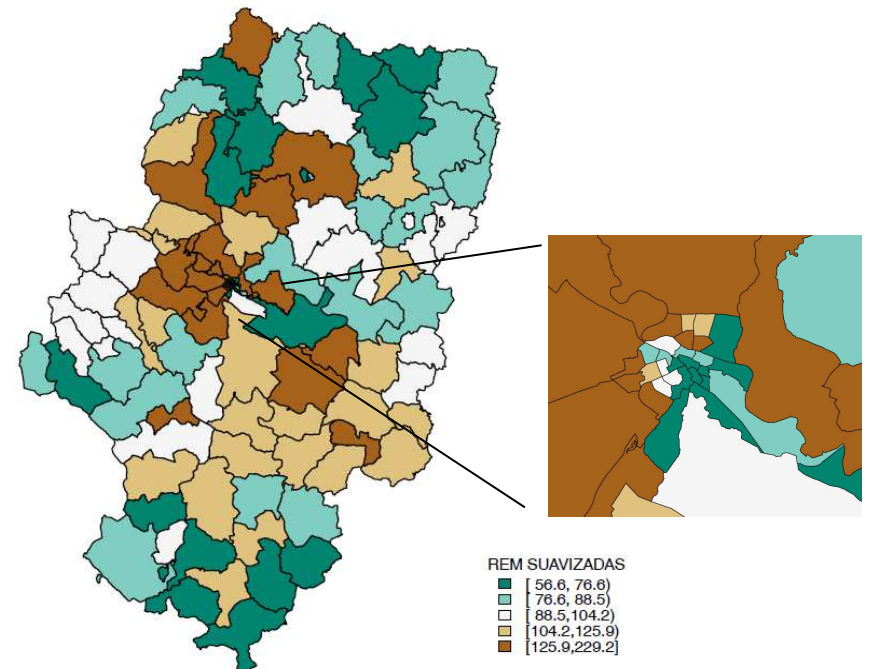 REM SUAVIZADAS
[ 56.6, 76.6)
[ 76.6, 88.5)
[ 88.5,104.2)
[104.2,125.9)
[125.9,229.2]